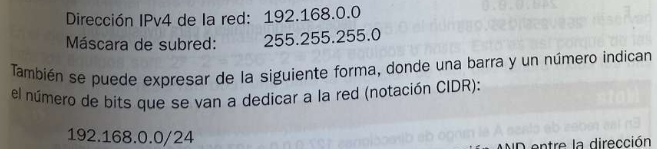 Dirección IPv4 de la red: 192.168.0.0
Máscara de subred: 255.255.255.0
También se puede expresar de la siguiente forma, donde una barra y un número indican
el número de bits que se van a dedicar a la red (notación CIDR):
192.168.0.0/24
AND entre la dirección